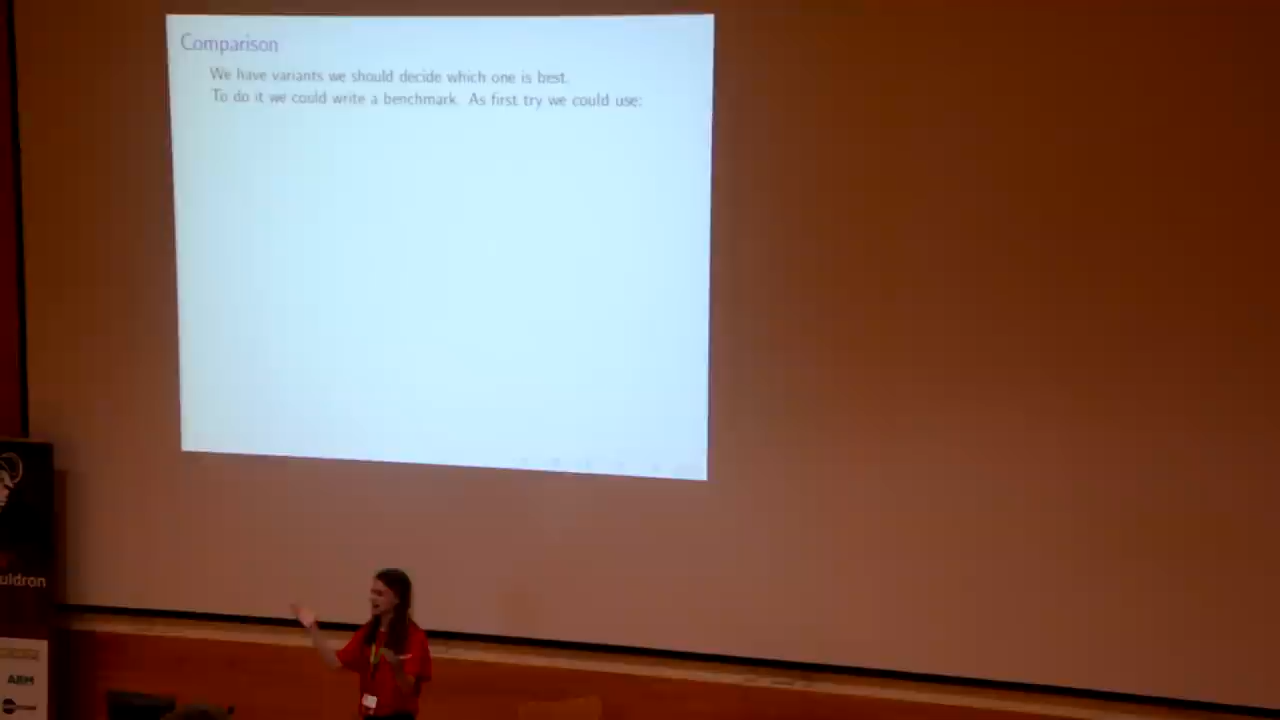 Comparison
We have variants we should decide which one is best.
To do it we could write a benchmark. As first try we could use:
uldron
ARM